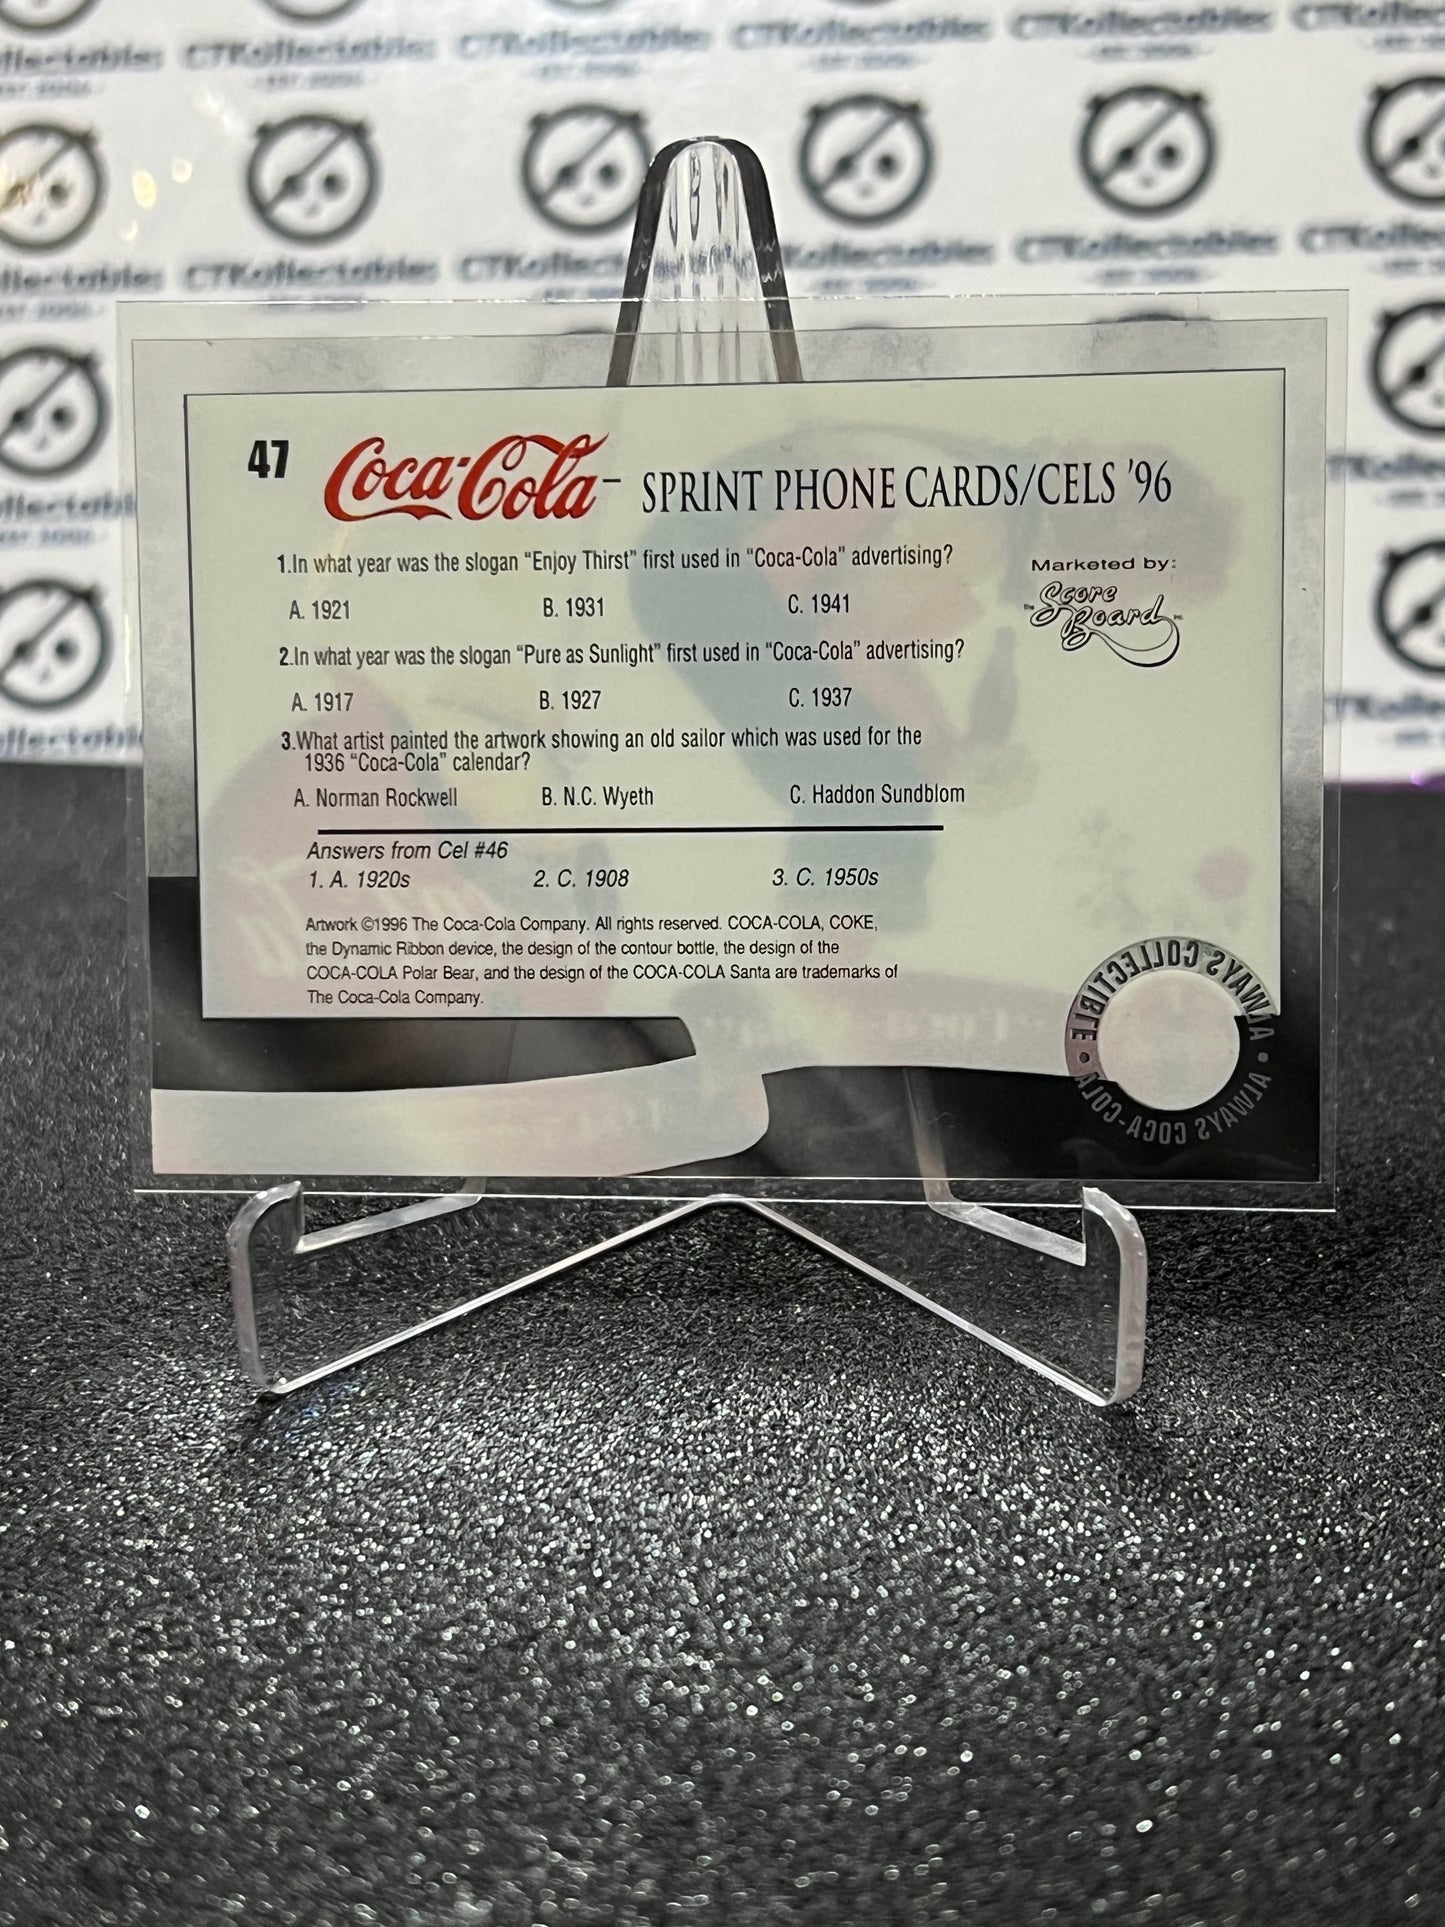 CTKollectables
EST. 2020
47 Coca-Cola – SPRINT PHONE CARDS/CELS '96
1.In what year was the slogan “Enjoy Thirst” first used in “Coca-Cola” advertising?
A. 1921 B. 1931 C. 1941
2.In what year was the slogan “Pure as Sunlight” first used in “Coca-Cola” advertising?
A. 1917 B. 1927 C. 1937
3.What artist painted the artwork showing an old sailor which was used for the
1936 “Coca-Cola” calendar?
A. Norman Rockwell B. N.C. Wyeth C. Haddon Sundblom
Marketed by:
The Score
Board Inc.
Answers from Cel #46
1. A. 1920s 2. C. 1908 3. C. 1950s
Artwork ©1996 The Coca-Cola Company. All rights reserved. COCA-COLA, COKE,
the Dynamic Ribbon device, the design of the contour bottle, the design of the
COCA-COLA Polar Bear, and the design of the COCA-COLA Santa are trademarks of
The Coca-Cola Company.
ALWAYS COLLECTIBLE • ALWAYS COCA-COLA •